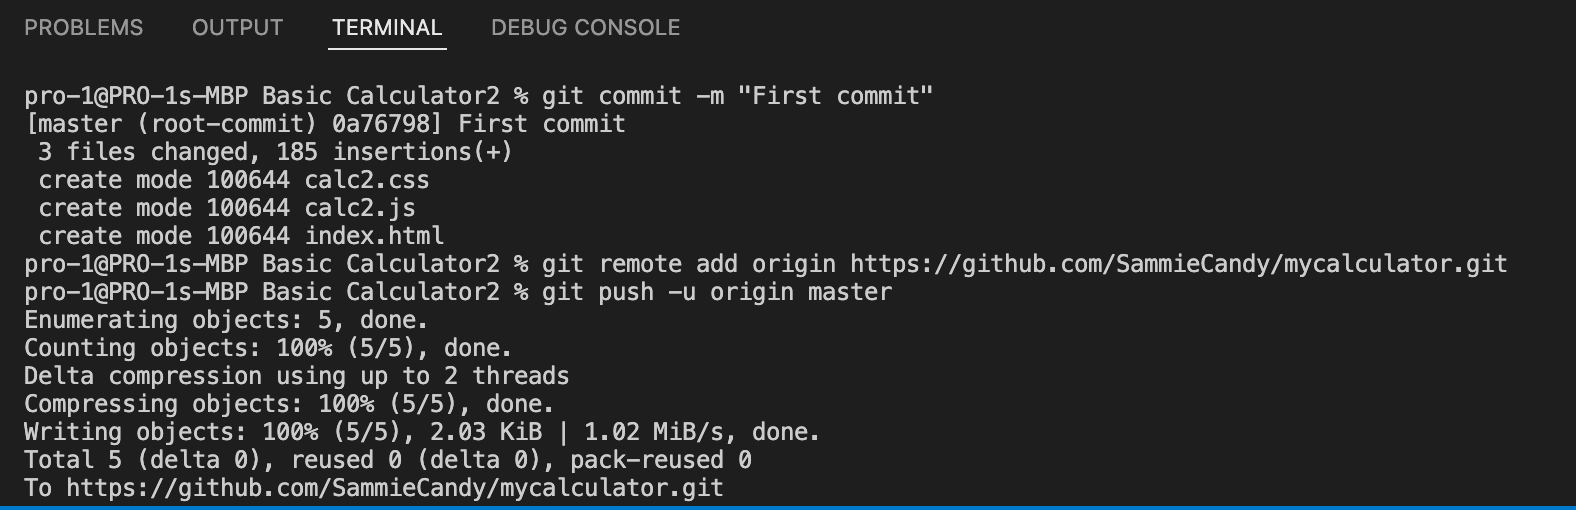 PROBLEMS OUTPUT TERMINAL DEBUG CONSOLE
pro-1@PRO-1s-MBP Basic Calculator2 % git commit -m "First commit"
[master (root-commit) 0a76798] First commit
 3 files changed, 185 insertions(+)
 create mode 100644 calc2.css
 create mode 100644 calc2.js
 create mode 100644 index.html
pro-1@PRO-1s-MBP Basic Calculator2 % git remote add origin https://github.com/SammieCandy/mycalculator.git
pro-1@PRO-1s-MBP Basic Calculator2 % git push -u origin master
Enumerating objects: 5, done.
Counting objects: 100% (5/5), done.
Delta compression using up to 2 threads
Compressing objects: 100% (5/5), done.
Writing objects: 100% (5/5), 2.03 KiB | 1.02 MiB/s, done.
Total 5 (delta 0), reused 0 (delta 0), pack-reused 0
To https://github.com/SammieCandy/mycalculator.git